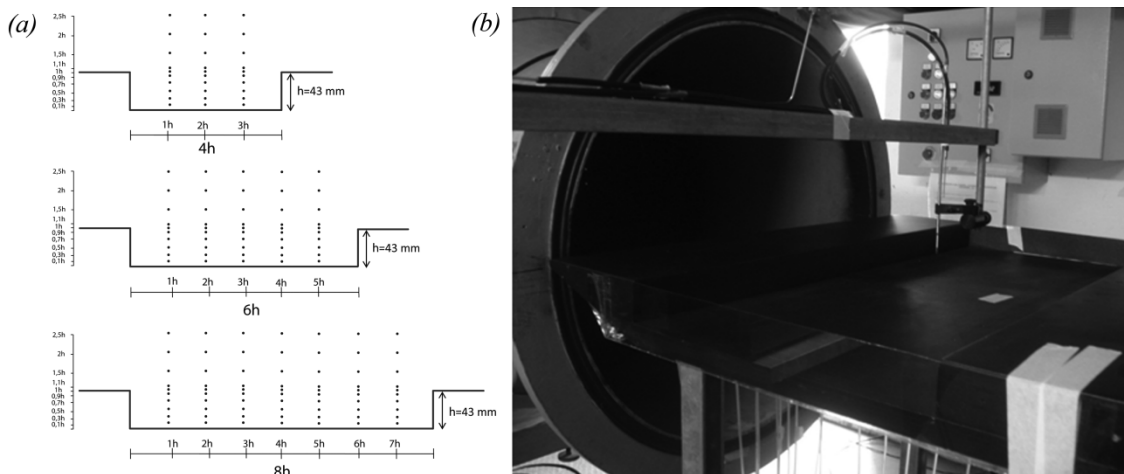 (a)
2,5h
2h
1,5h
1,1h
1h
0,9h
0,7h
0,5h
0,3h
0,1h
h=43 mm
1h 2h 3h
4h
2,5h
2h
1,5h
1,1h
1h
0,9h
0,7h
0,5h
0,3h
0,1h
h=43 mm
1h 2h 3h 4h 5h
6h
2,5h
2h
1,5h
1,1h
1h
0,9h
0,7h
0,5h
0,3h
0,1h
h=43 mm
1h 2h 3h 4h 5h 6h 7h
8h
(b)